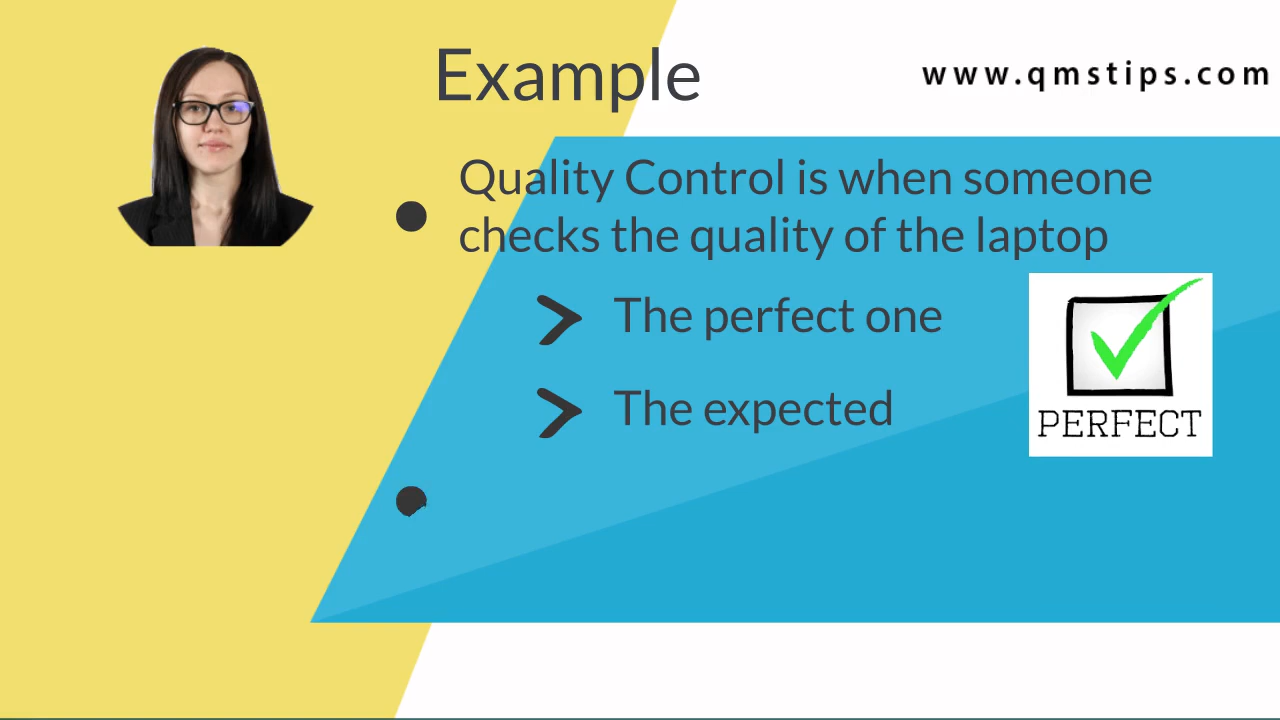 Example
www.qmstips.com
Quality Control is when someone
checks the quality of the laptop
The perfect one
The expected
PERFECT